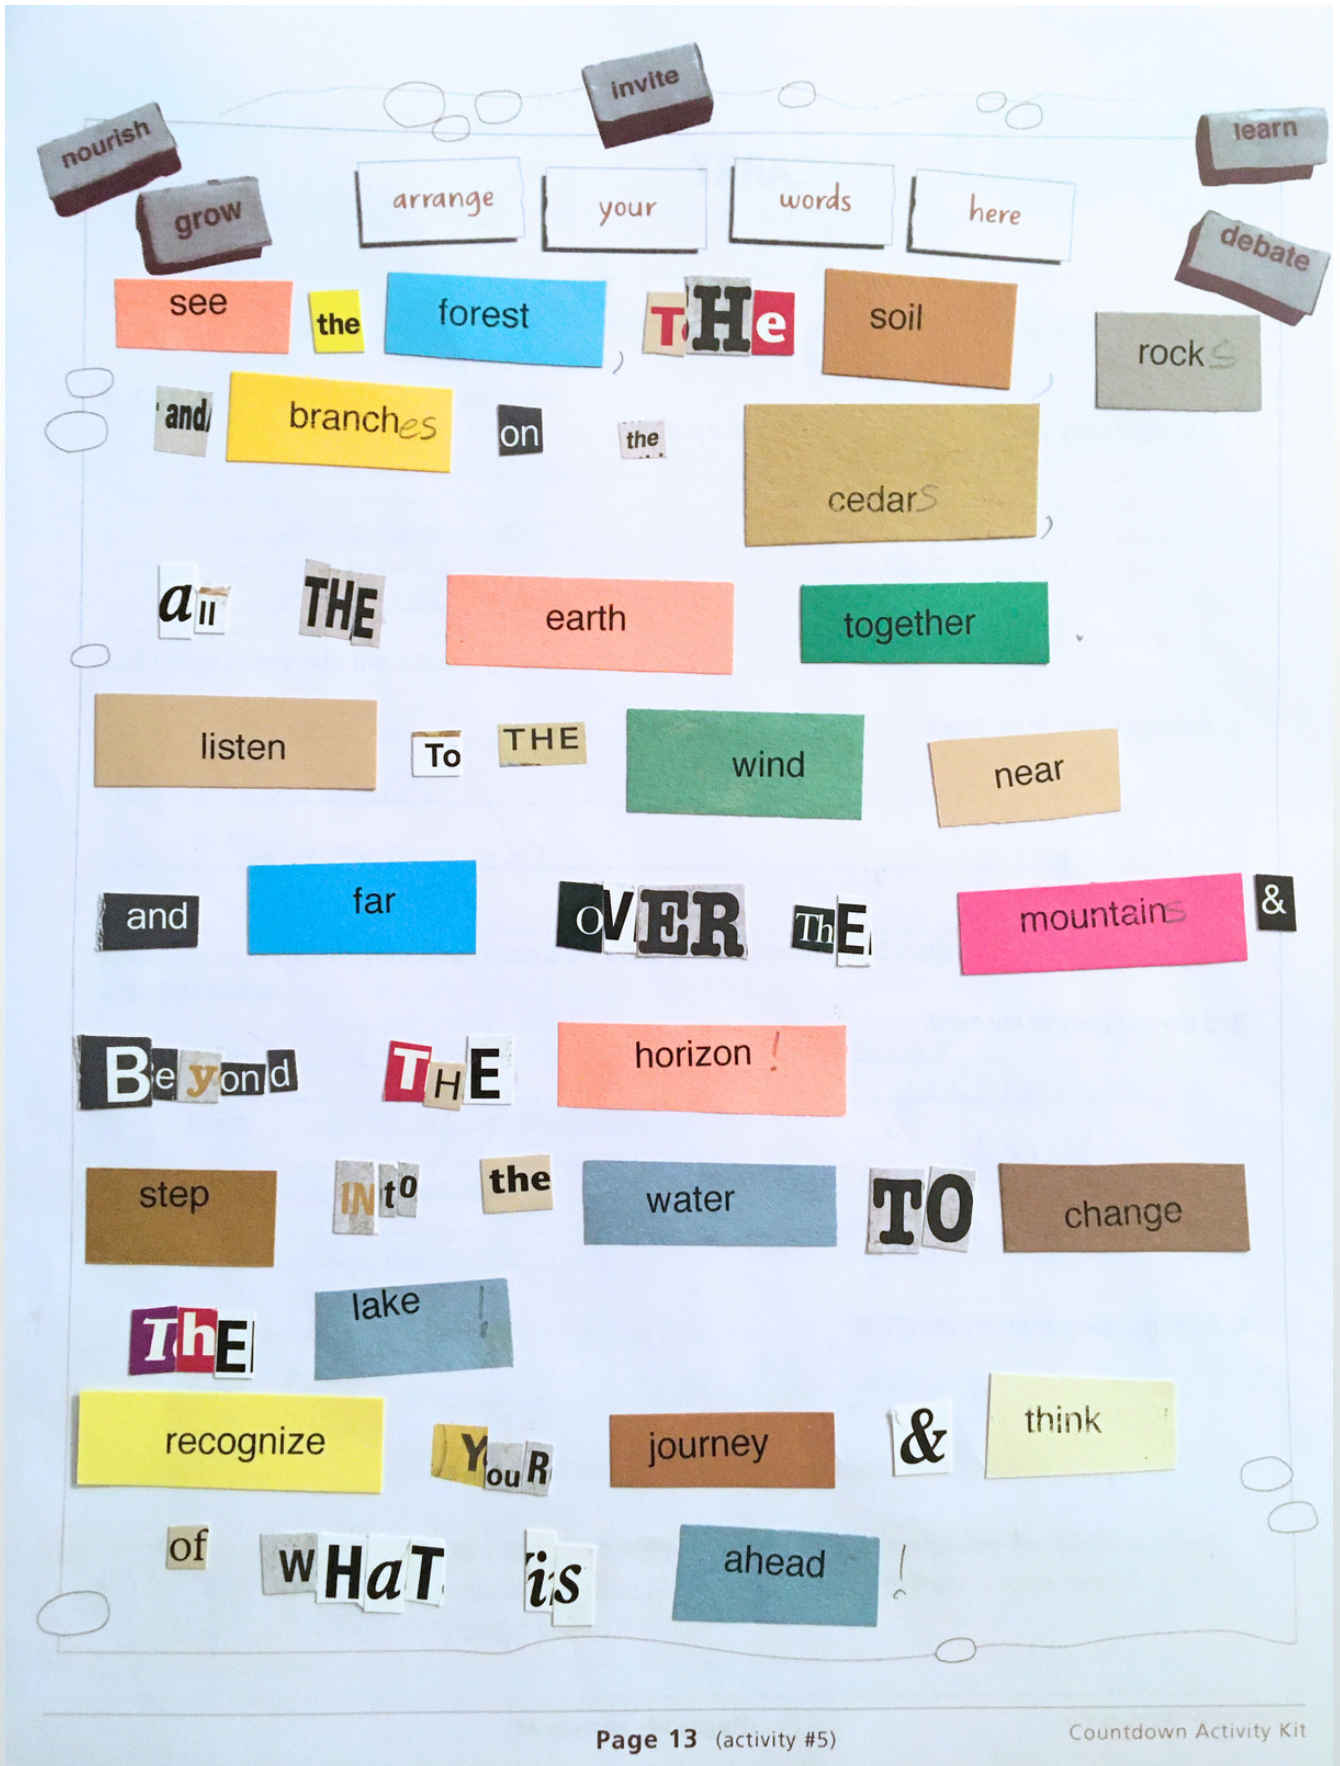 invite
nourish
learn
grow
arrange your words here
debate
see the forest, THe soil, rocks
and branches on the cedars,
all THE earth together.
listen To THE wind near
and far OVER ThE mountains &
Beyond THE horizon!
step INto the water TO change
ThE lake!
recognize YouR journey & think
of wHaT is ahead!
Page 13 (activity #5)
Countdown Activity Kit